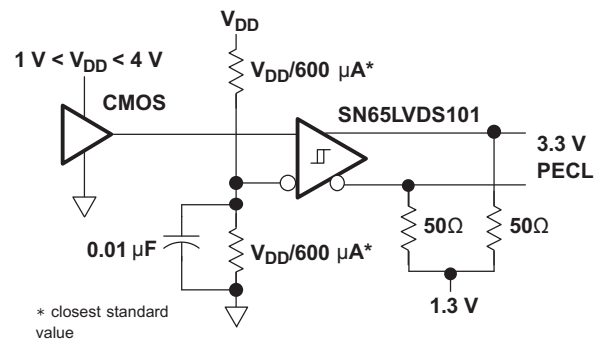 V_DD
1 V < V_DD < 4 V
V_DD/600 µA*
CMOS
SN65LVDS101
3.3 V
PECL
0.01 µF
V_DD/600 µA*
50Ω
50Ω
1.3 V
* closest standard
value